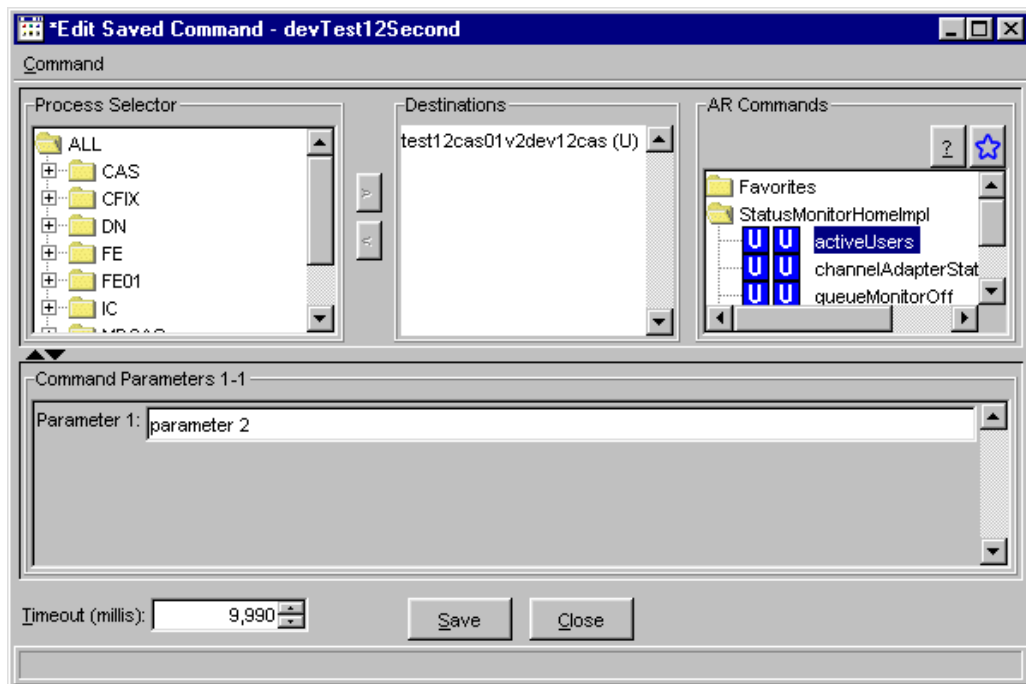 *Edit Saved Command - devTest12Second
Command
Process Selector
ALL
CAS
CFIX
DN
FE
FE01
IC
>
<
Destinations
test12cas01v2dev12cas (U)
AR Commands
?
Favorites
StatusMonitorHomeImpl
U U activeUsers
U U channelAdapterStat
U U queueMonitorOff
Command Parameters 1-1
Parameter 1: parameter 2
Timeout (millis): 9,990
Save
Close